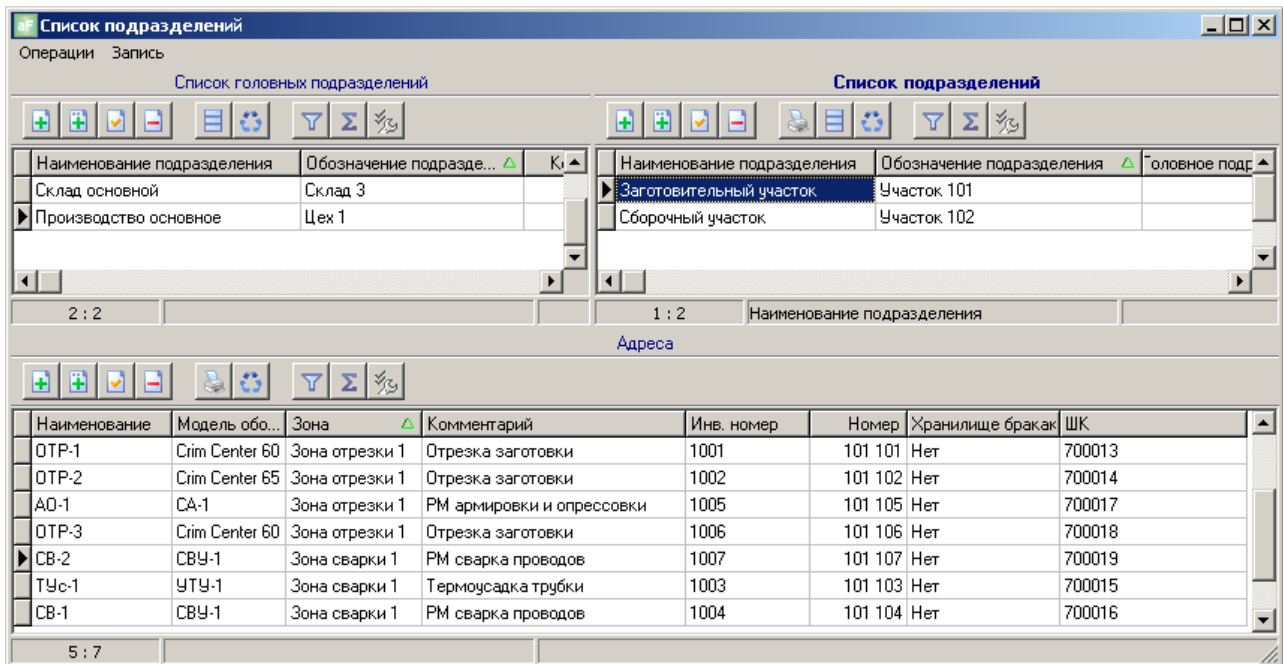 aF Список подразделений
Операции Запись
Список головных подразделений
Наименование подразделения Обозначение подразде...
Склад основной Склад 3
Производство основное Цех 1
2 : 2
Список подразделений
Наименование подразделения Обозначение подразделения Головное подр
Заготовительный участок Участок 101
Сборочный участок Участок 102
1 : 2 Наименование подразделения
Адреса
Наименование Модель обо... Зона Комментарий Инв. номер Номер Хранилище бракак ШК
ОТР-1 Crim Center 60 Зона отрезки 1 Отрезка заготовки 1001 101 101 Нет 700013
ОТР-2 Crim Center 65 Зона отрезки 1 Отрезка заготовки 1002 101 102 Нет 700014
АО-1 СА-1 Зона отрезки 1 РМ армировки и опрессовки 1005 101 105 Нет 700017
ОТР-3 Crim Center 60 Зона отрезки 1 Отрезка заготовки 1006 101 106 Нет 700018
СВ-2 СВУ-1 Зона сварки 1 РМ сварка проводов 1007 101 107 Нет 700019
ТУс-1 УТУ-1 Зона сварки 1 Термоусадка трубки 1003 101 103 Нет 700015
СВ-1 СВУ-1 Зона сварки 1 РМ сварка проводов 1004 101 104 Нет 700016
5 : 7